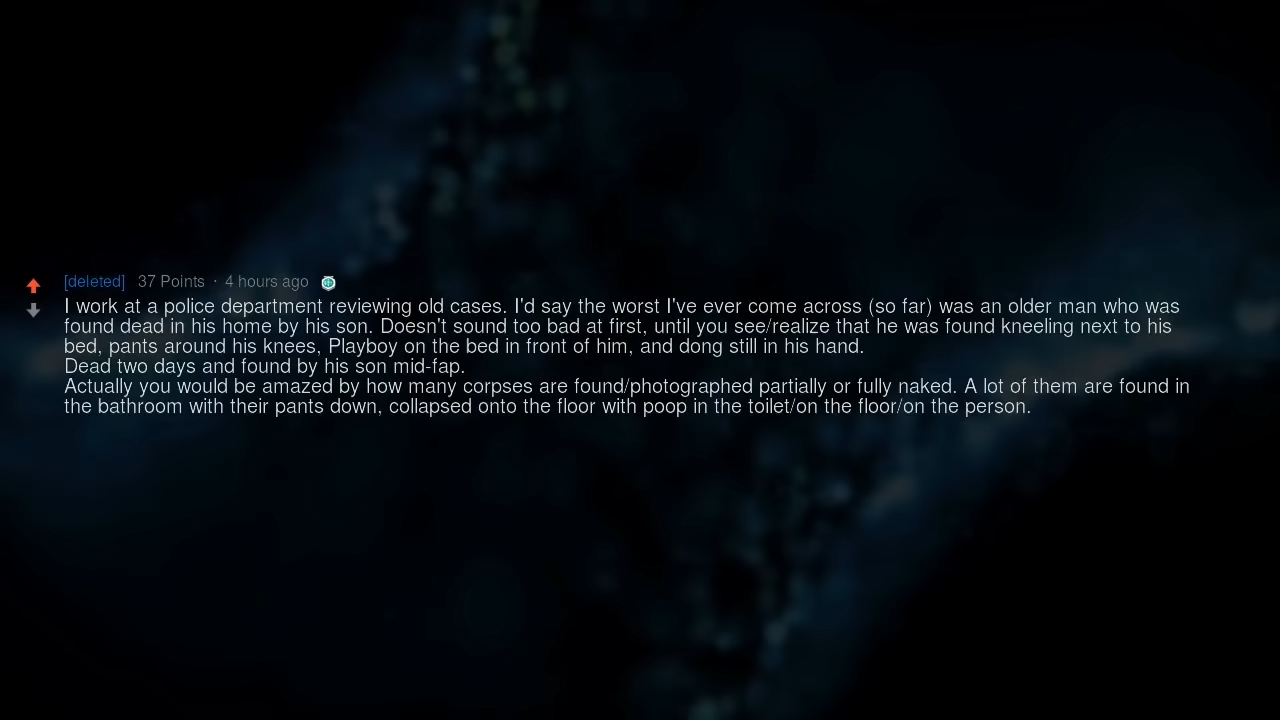 [deleted] 37 Points · 4 hours ago
I work at a police department reviewing old cases. I'd say the worst I've ever come across (so far) was an older man who was
found dead in his home by his son. Doesn't sound too bad at first, until you see/realize that he was found kneeling next to his
bed, pants around his knees, Playboy on the bed in front of him, and dong still in his hand.
Dead two days and found by his son mid-fap.
Actually you would be amazed by how many corpses are found/photographed partially or fully naked. A lot of them are found in
the bathroom with their pants down, collapsed onto the floor with poop in the toilet/on the floor/on the person.